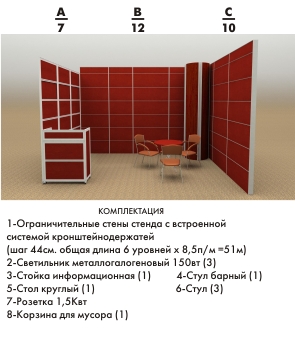 A B C
7 12 10
КОМПЛЕКТАЦИЯ
1-Ограничительные стены стенда с встроенной
системой кронштейнодержатей
(шаг 44см. общая длина 6 уровней х 8,5п/м =51м)
2-Светильник металлогалогеновый 150вт (3)
3-Стойка информационная (1) 4-Стул барный (1)
5-Стол круглый (1) 6-Стул (3)
7-Розетка 1,5Квт
8-Корзина для мусора (1)